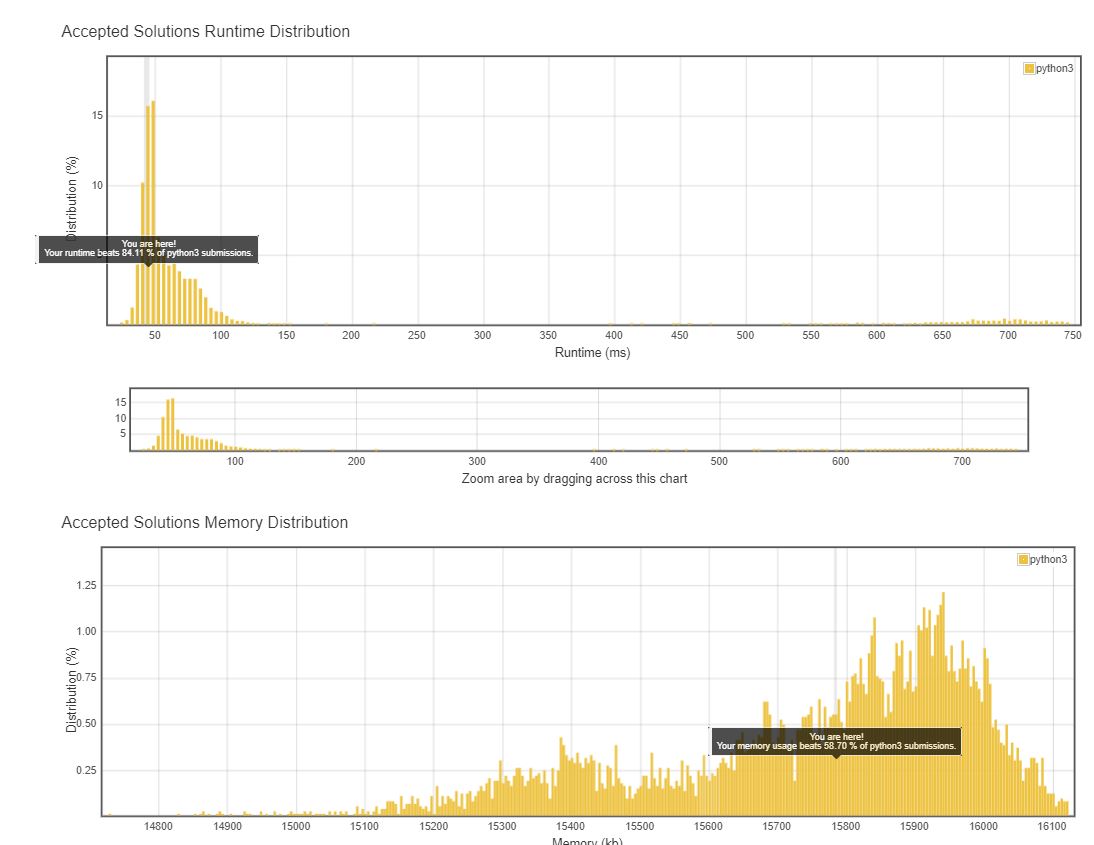 Accepted Solutions Runtime Distribution
python3
15
10
Distribution (%)
You are here!
Your runtime beats 84.11 % of python3 submissions.
50 100 150 200 250 300 350 400 450 500 550 600 650 700 750
Runtime (ms)
15
10
5
100 200 300 400 500 600 700
Zoom area by dragging across this chart
Accepted Solutions Memory Distribution
python3
1.25
1.00
0.75
0.50
0.25
Distribution (%)
You are here!
Your memory usage beats 58.70 % of python3 submissions.
14800 14900 15000 15100 15200 15300 15400 15500 15600 15700 15800 15900 16000 16100
Memory (kb)